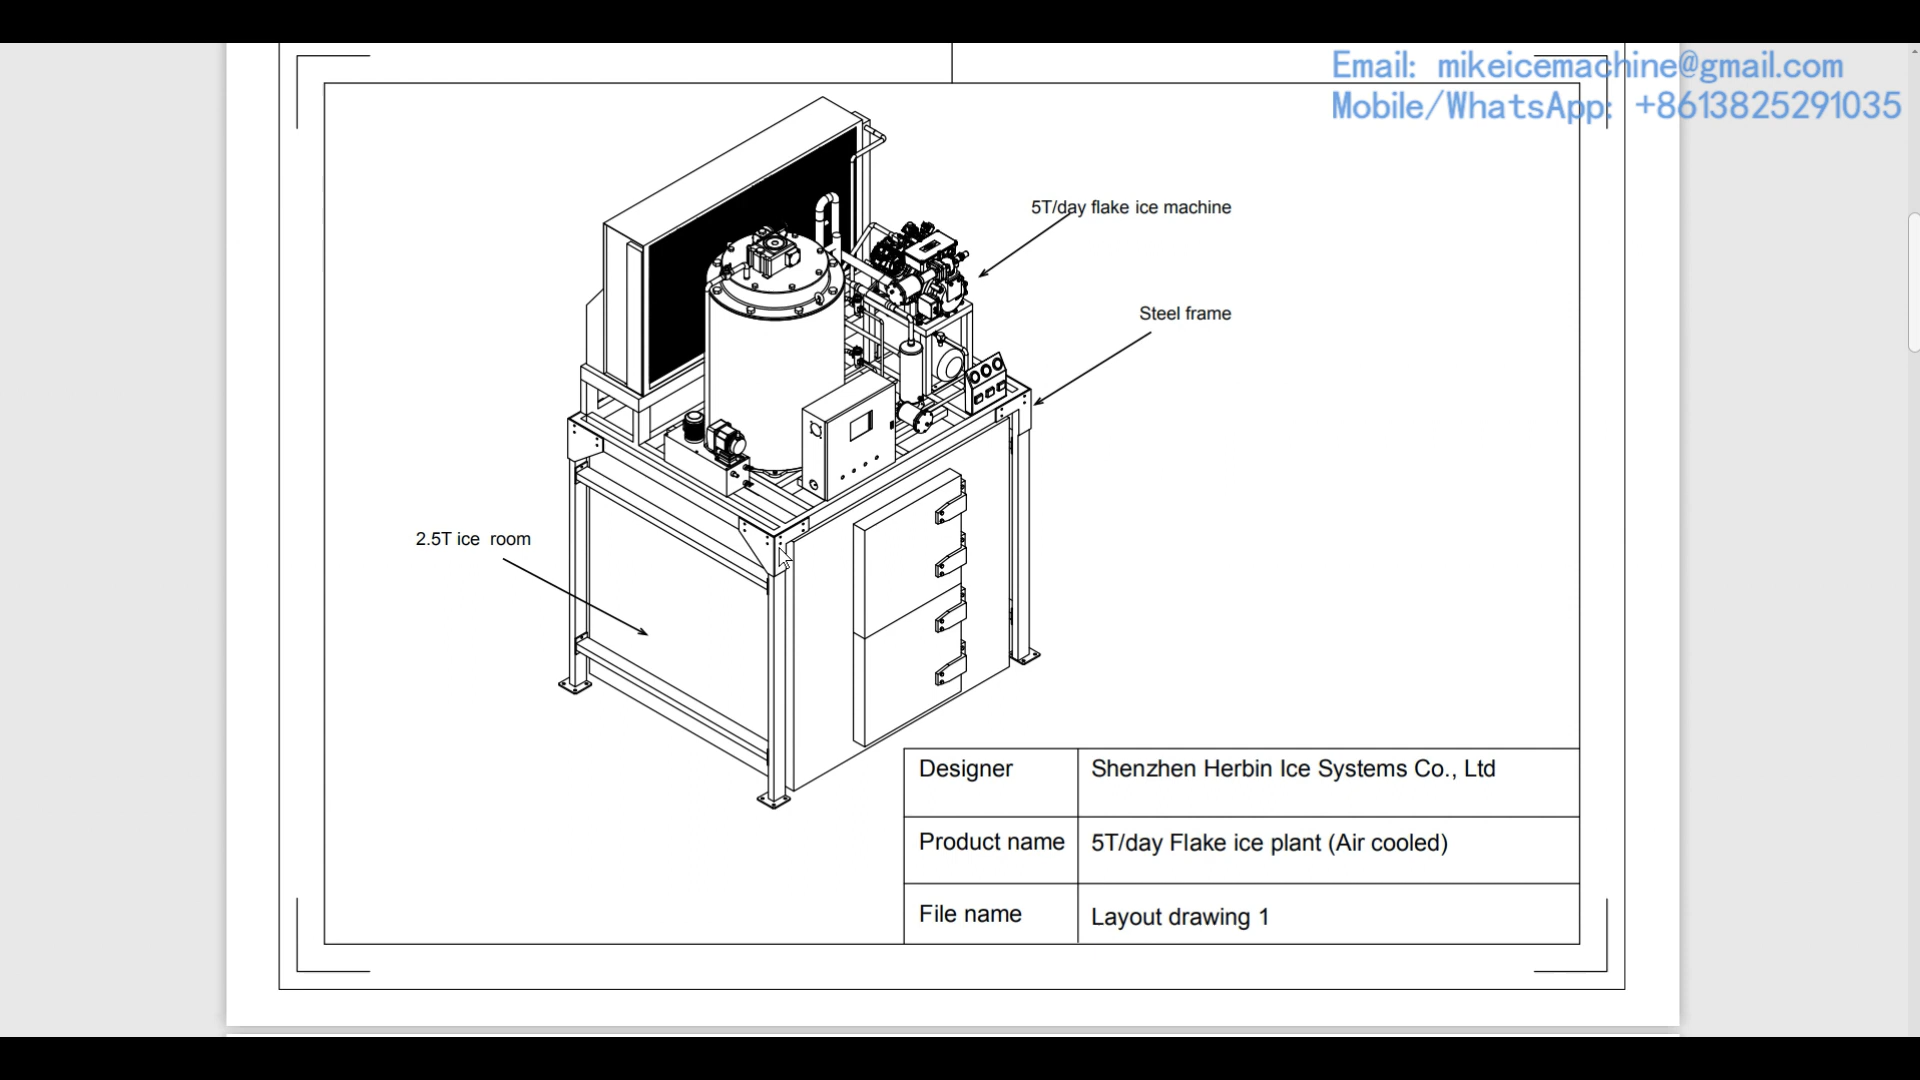 Email: mikeicemachine@gmail.com
Mobile/WhatsApp: +8613825291035
5T/day flake ice machine
Steel frame
2.5T ice room
Designer Shenzhen Herbin Ice Systems Co., Ltd
Product name 5T/day Flake ice plant (Air cooled)
File name Layout drawing 1